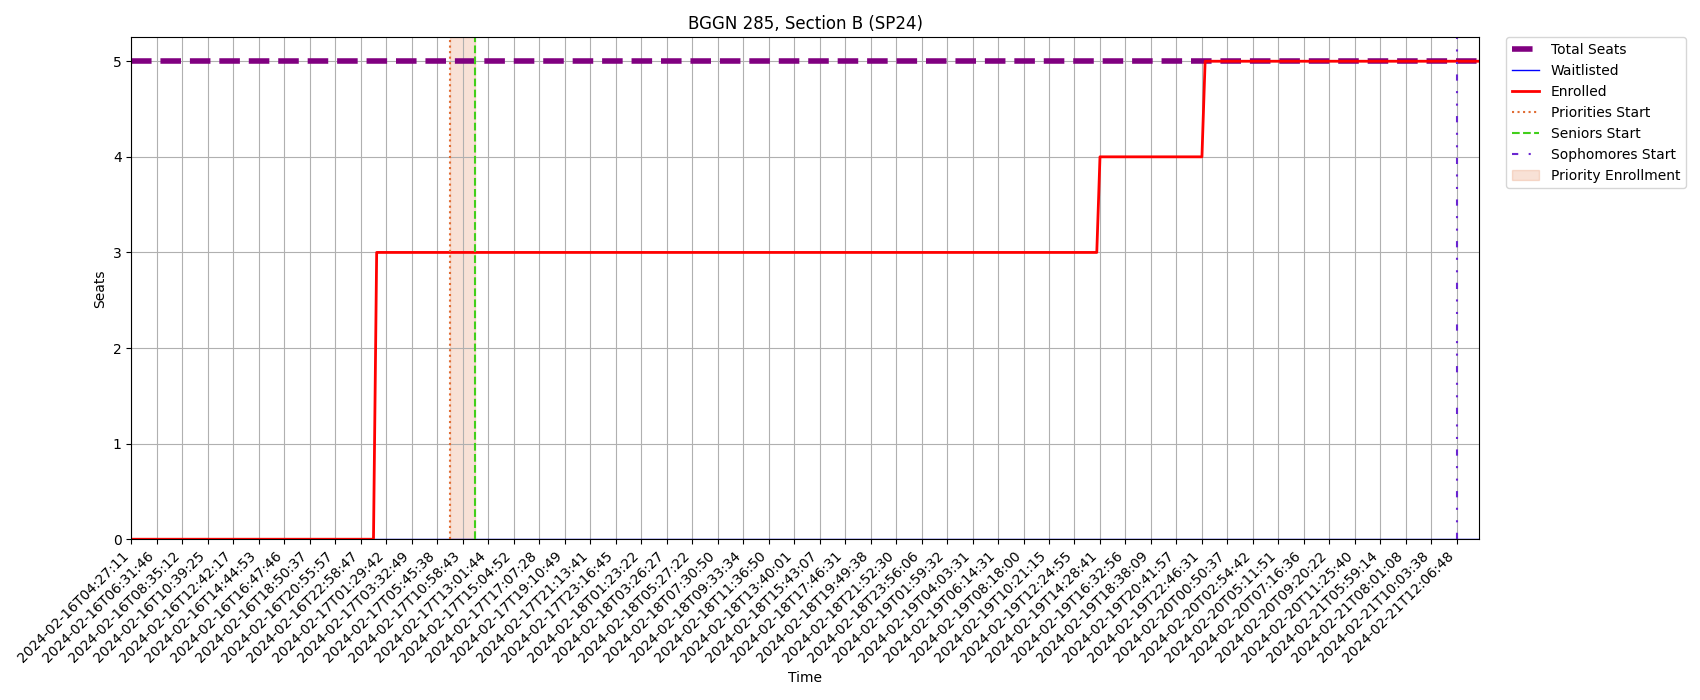 BGGN 285, Section B (SP24)
Total Seats
Waitlisted
Enrolled
Priorities Start
Seniors Start
Sophomores Start
Priority Enrollment
Seats
5
4
3
2
1
0
2024-02-16T04:27:11
2024-02-16T06:31:46
2024-02-16T08:35:12
2024-02-16T10:39:25
2024-02-16T12:42:17
2024-02-16T14:44:53
2024-02-16T16:47:46
2024-02-16T18:50:37
2024-02-16T20:55:57
2024-02-16T22:58:47
2024-02-17T01:29:42
2024-02-17T03:32:49
2024-02-17T05:45:38
2024-02-17T10:58:43
2024-02-17T13:01:44
2024-02-17T15:04:52
2024-02-17T17:07:28
2024-02-17T19:10:49
2024-02-17T21:13:41
2024-02-17T23:16:45
2024-02-18T01:23:22
2024-02-18T03:26:27
2024-02-18T05:27:22
2024-02-18T07:30:50
2024-02-18T09:33:34
2024-02-18T11:36:50
2024-02-18T13:40:01
2024-02-18T15:43:07
2024-02-18T17:46:31
2024-02-18T19:49:38
2024-02-18T21:52:30
2024-02-18T23:56:06
2024-02-19T01:59:32
2024-02-19T04:03:31
2024-02-19T06:14:31
2024-02-19T08:18:00
2024-02-19T10:21:15
2024-02-19T12:24:55
2024-02-19T14:28:41
2024-02-19T16:32:56
2024-02-19T18:38:09
2024-02-19T20:41:57
2024-02-19T22:46:31
2024-02-20T00:50:37
2024-02-20T02:54:42
2024-02-20T05:11:51
2024-02-20T07:16:36
2024-02-20T09:20:22
2024-02-20T11:25:40
2024-02-21T05:59:14
2024-02-21T08:01:08
2024-02-21T10:03:38
2024-02-21T12:06:48
Time